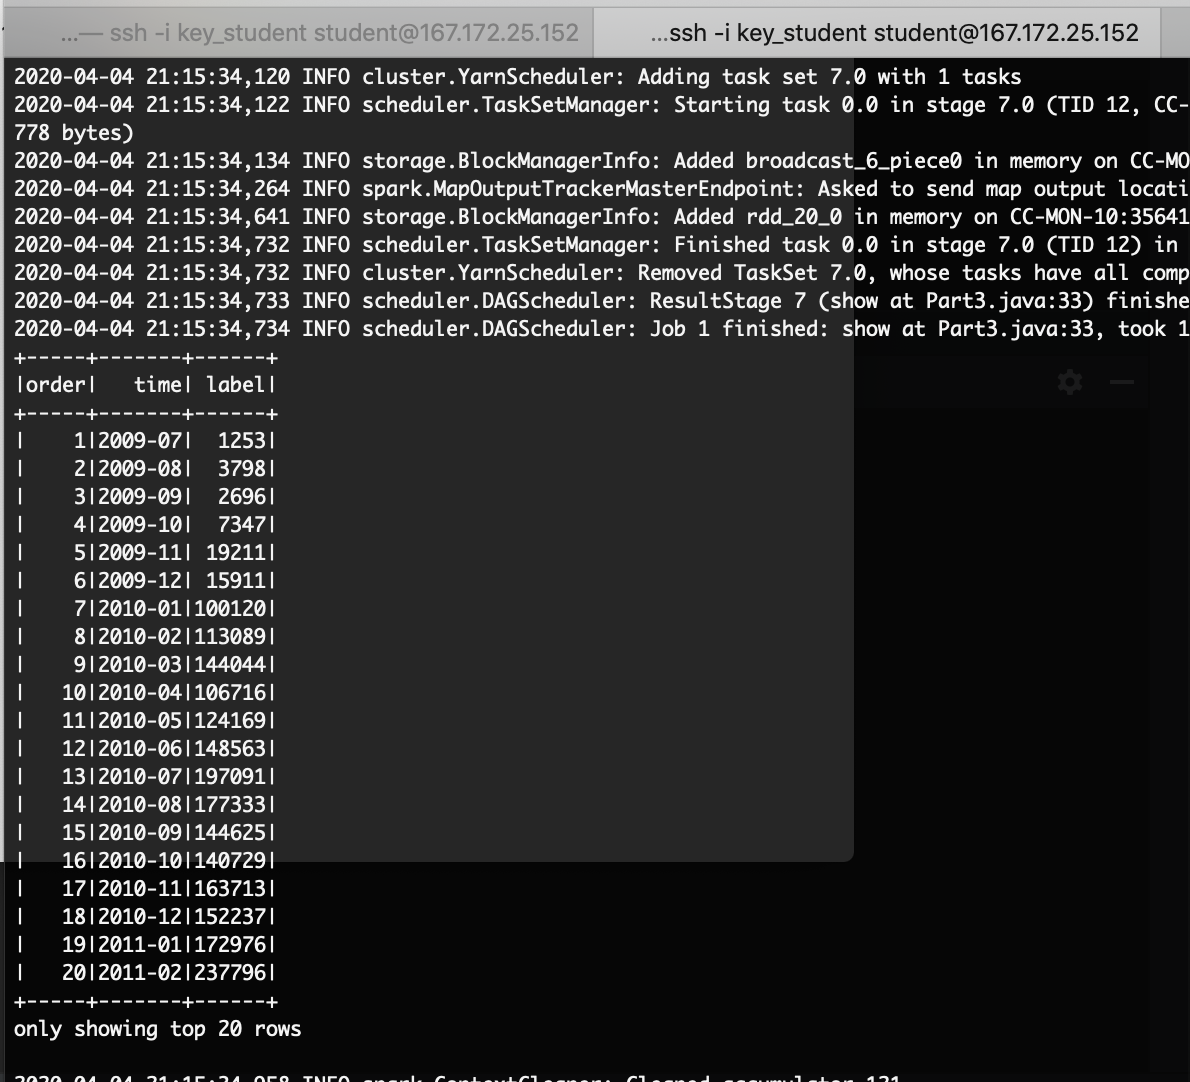 ...— ssh -i key_student student@167.172.25.152
...ssh -i key_student student@167.172.25.152
2020-04-04 21:15:34,120 INFO cluster.YarnScheduler: Adding task set 7.0 with 1 tasks
2020-04-04 21:15:34,122 INFO scheduler.TaskSetManager: Starting task 0.0 in stage 7.0 (TID 12, CC-
778 bytes)
2020-04-04 21:15:34,134 INFO storage.BlockManagerInfo: Added broadcast_6_piece0 in memory on CC-MO
2020-04-04 21:15:34,264 INFO spark.MapOutputTrackerMasterEndpoint: Asked to send map output locati
2020-04-04 21:15:34,641 INFO storage.BlockManagerInfo: Added rdd_20_0 in memory on CC-MON-10:35641
2020-04-04 21:15:34,732 INFO scheduler.TaskSetManager: Finished task 0.0 in stage 7.0 (TID 12) in
2020-04-04 21:15:34,732 INFO cluster.YarnScheduler: Removed TaskSet 7.0, whose tasks have all comp
2020-04-04 21:15:34,733 INFO scheduler.DAGScheduler: ResultStage 7 (show at Part3.java:33) finishe
2020-04-04 21:15:34,734 INFO scheduler.DAGScheduler: Job 1 finished: show at Part3.java:33, took 1
+-----+-------+------+
|order|   time| label|
+-----+-------+------+
|    1|2009-07|  1253|
|    2|2009-08|  3798|
|    3|2009-09|  2696|
|    4|2009-10|  7347|
|    5|2009-11| 19211|
|    6|2009-12| 15911|
|    7|2010-01|100120|
|    8|2010-02|113089|
|    9|2010-03|144044|
|   10|2010-04|106716|
|   11|2010-05|124169|
|   12|2010-06|148563|
|   13|2010-07|197091|
|   14|2010-08|177333|
|   15|2010-09|144625|
|   16|2010-10|140729|
|   17|2010-11|163713|
|   18|2010-12|152237|
|   19|2011-01|172976|
|   20|2011-02|237796|
+-----+-------+------+
only showing top 20 rows
2020-04-04 21:15:34,958 INFO spark.ContextCleaner: Cleaned accumulator 131